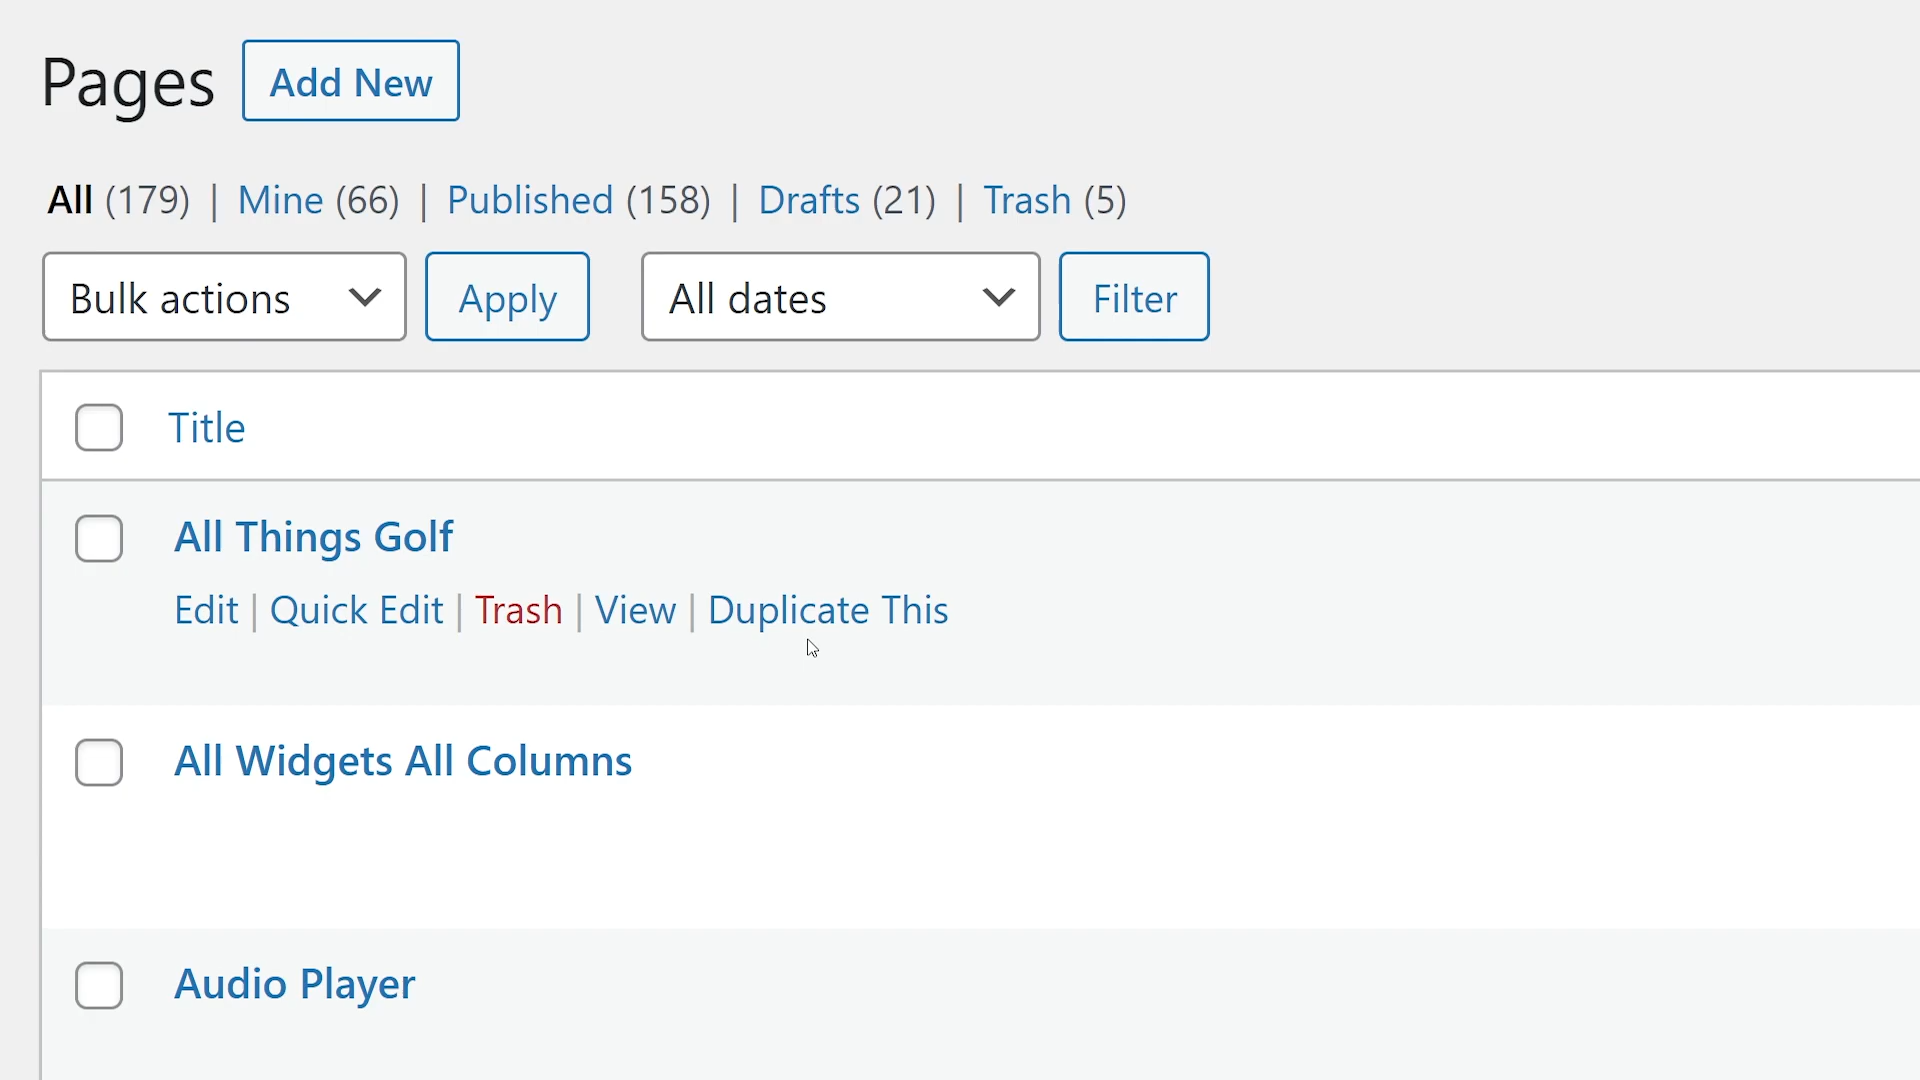 Pages Add New
All (179) | Mine (66) | Published (158) | Drafts (21) | Trash (5)
Bulk actions Apply All dates Filter
Title
All Things Golf
Edit | Quick Edit | Trash | View | Duplicate This
All Widgets All Columns
Audio Player